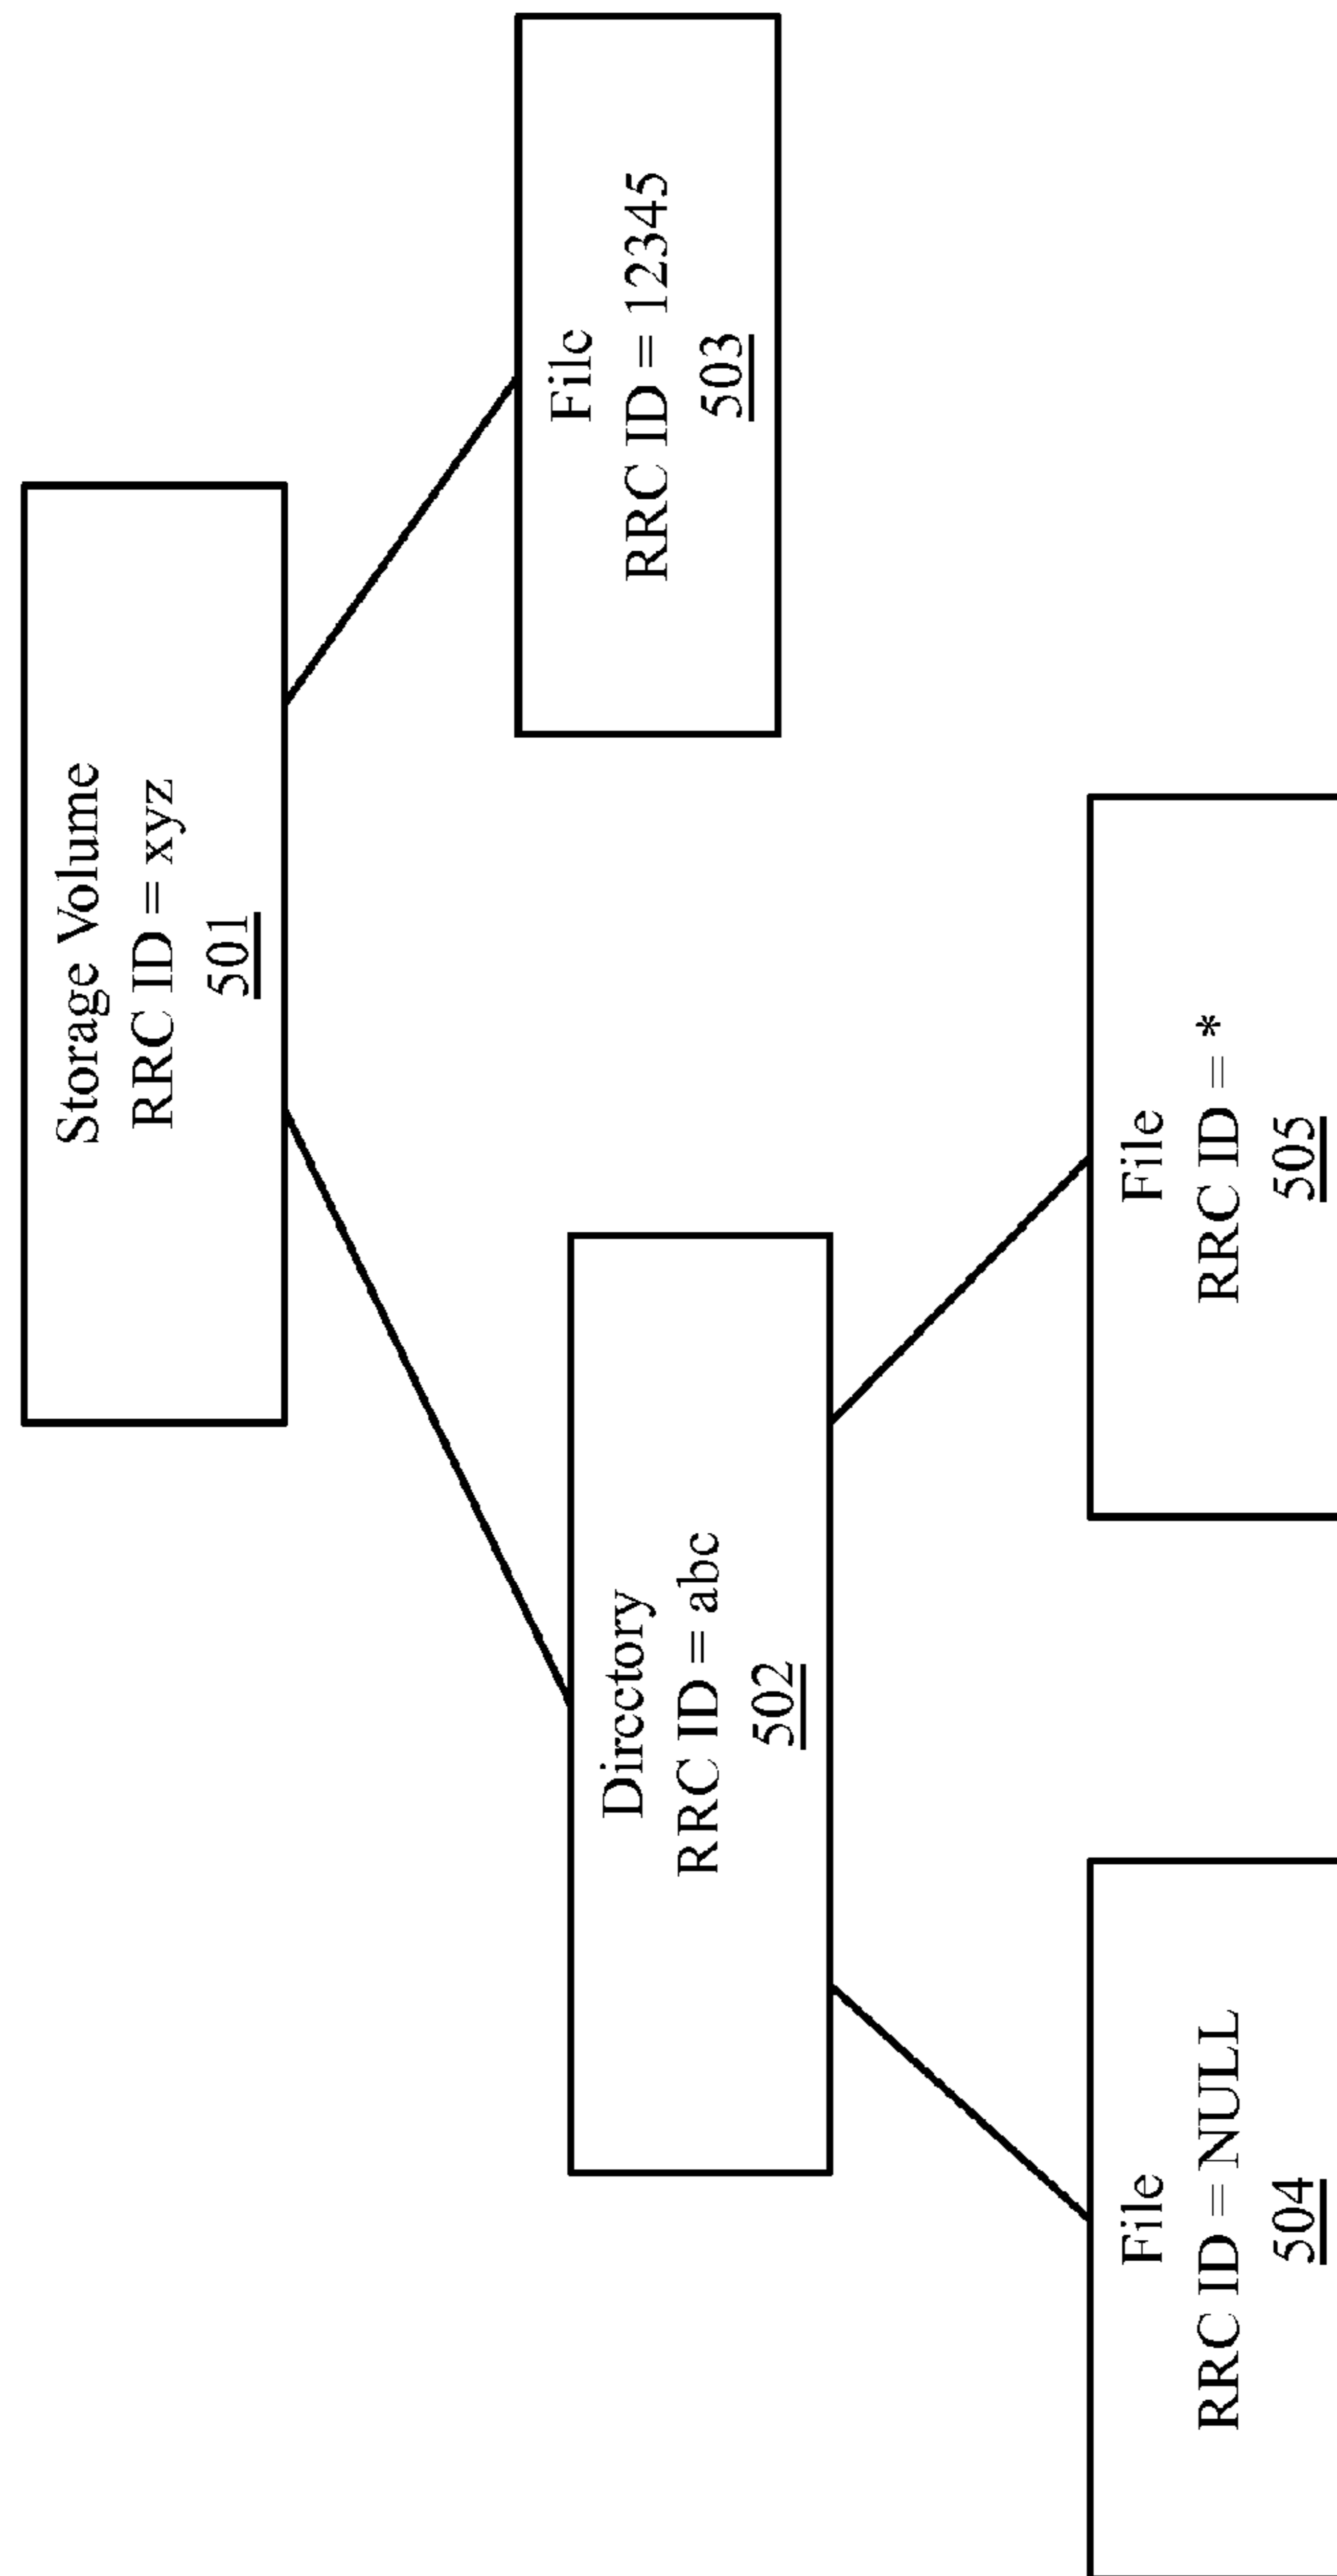 Storage Volume
RRC ID = xyz
501
Directory
RRC ID = abc
502
File
RRC ID = 12345
503
File
RRC ID = NULL
504
File
RRC ID = *
505